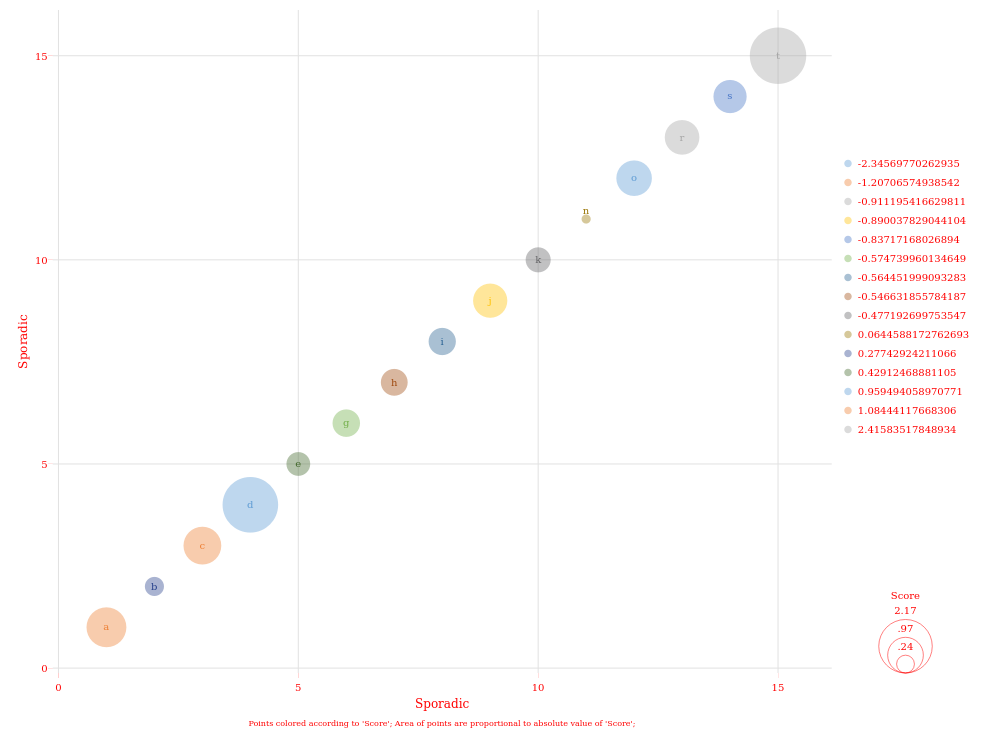 15
10
5
0
0
5
10
15
Sporadic
Sporadic
t
s
r
o
n
k
j
i
h
g
e
d
c
b
a
-2.34569770262935
-1.20706574938542
-0.911195416629811
-0.890037829044104
-0.83717168026894
-0.574739960134649
-0.564451999093283
-0.546631855784187
-0.477192699753547
0.0644588172762693
0.27742924211066
0.42912468881105
0.959494058970771
1.08444117668306
2.41583517848934
Score
2.17
.97
.24
Points colored according to 'Score'; Area of points are proportional to absolute value of 'Score';